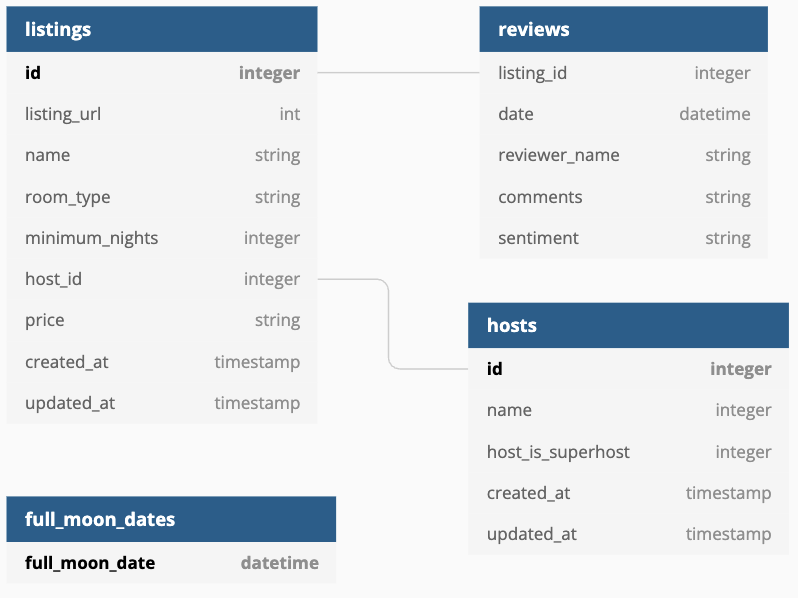 listings
id integer
listing_url int
name string
room_type string
minimum_nights integer
host_id integer
price string
created_at timestamp
updated_at timestamp
reviews
listing_id integer
date datetime
reviewer_name string
comments string
sentiment string
hosts
id integer
name integer
host_is_superhost integer
created_at timestamp
updated_at timestamp
full_moon_dates
full_moon_date datetime